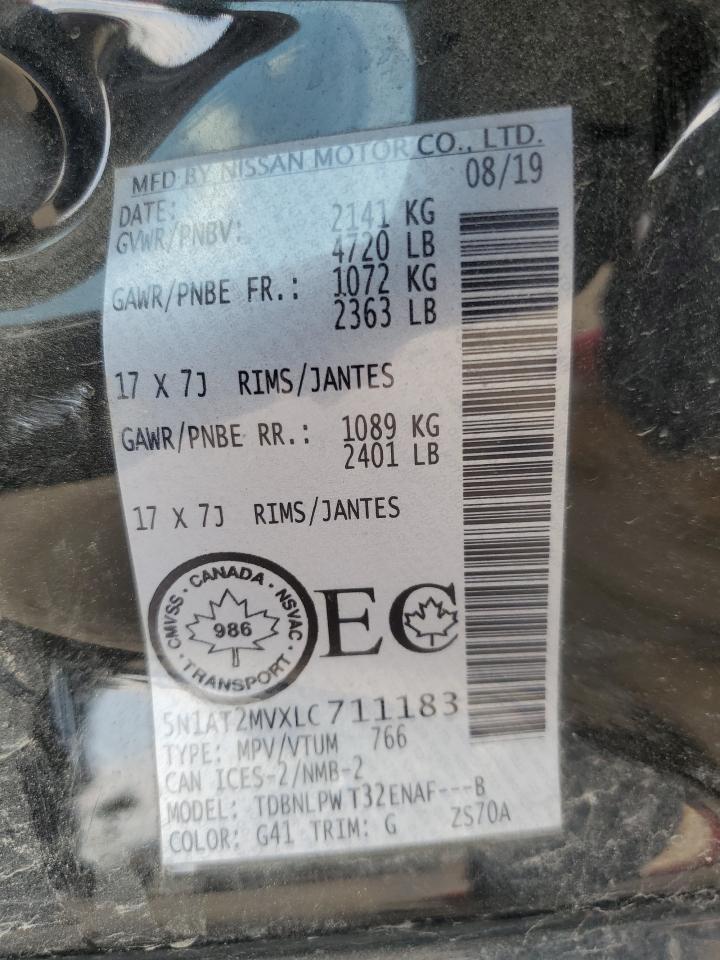 MFD BY NISSAN MOTOR CO., LTD.
DATE: 08/19
GVWR/PNBV: 2141 KG
4720 LB
GAWR/PNBE FR.: 1072 KG
2363 LB
17 X 7J RIMS/JANTES
GAWR/PNBE RR.: 1089 KG
2401 LB
17 X 7J RIMS/JANTES
CMVSS · CANADA · NSVAC · TRANSPORT ·
986
EC
5N1AT2MVXLC711183
TYPE: MPV/VTUM 766
CAN ICES-2/NMB-2
MODEL: TDBNLPW T32ENAF---B
COLOR: G41 TRIM: G ZS70A